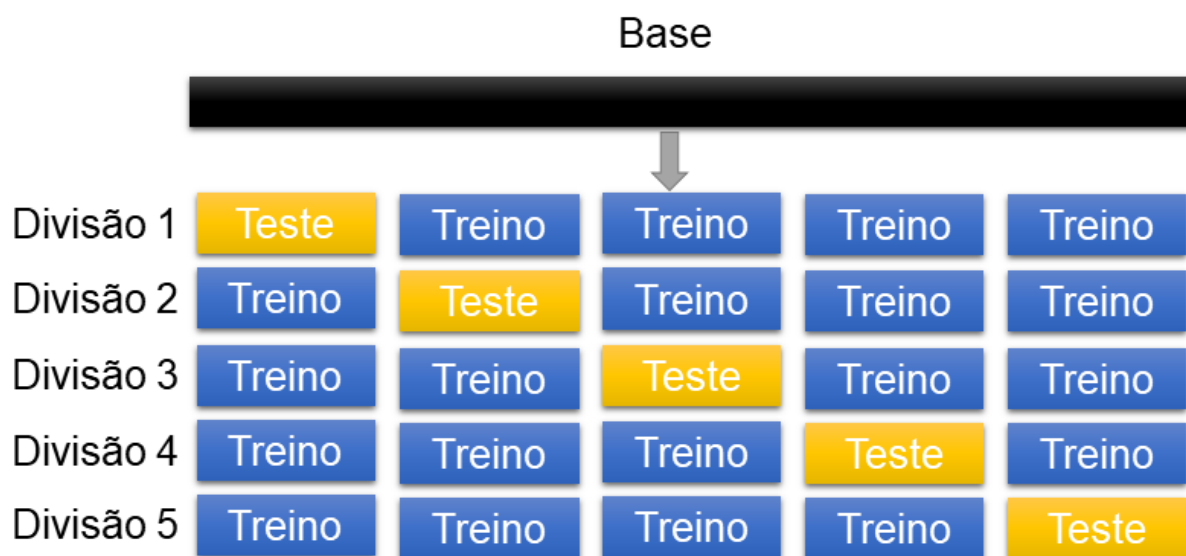 Base
Divisão 1 Teste Treino Treino Treino Treino
Divisão 2 Treino Teste Treino Treino Treino
Divisão 3 Treino Treino Teste Treino Treino
Divisão 4 Treino Treino Treino Teste Treino
Divisão 5 Treino Treino Treino Treino Teste